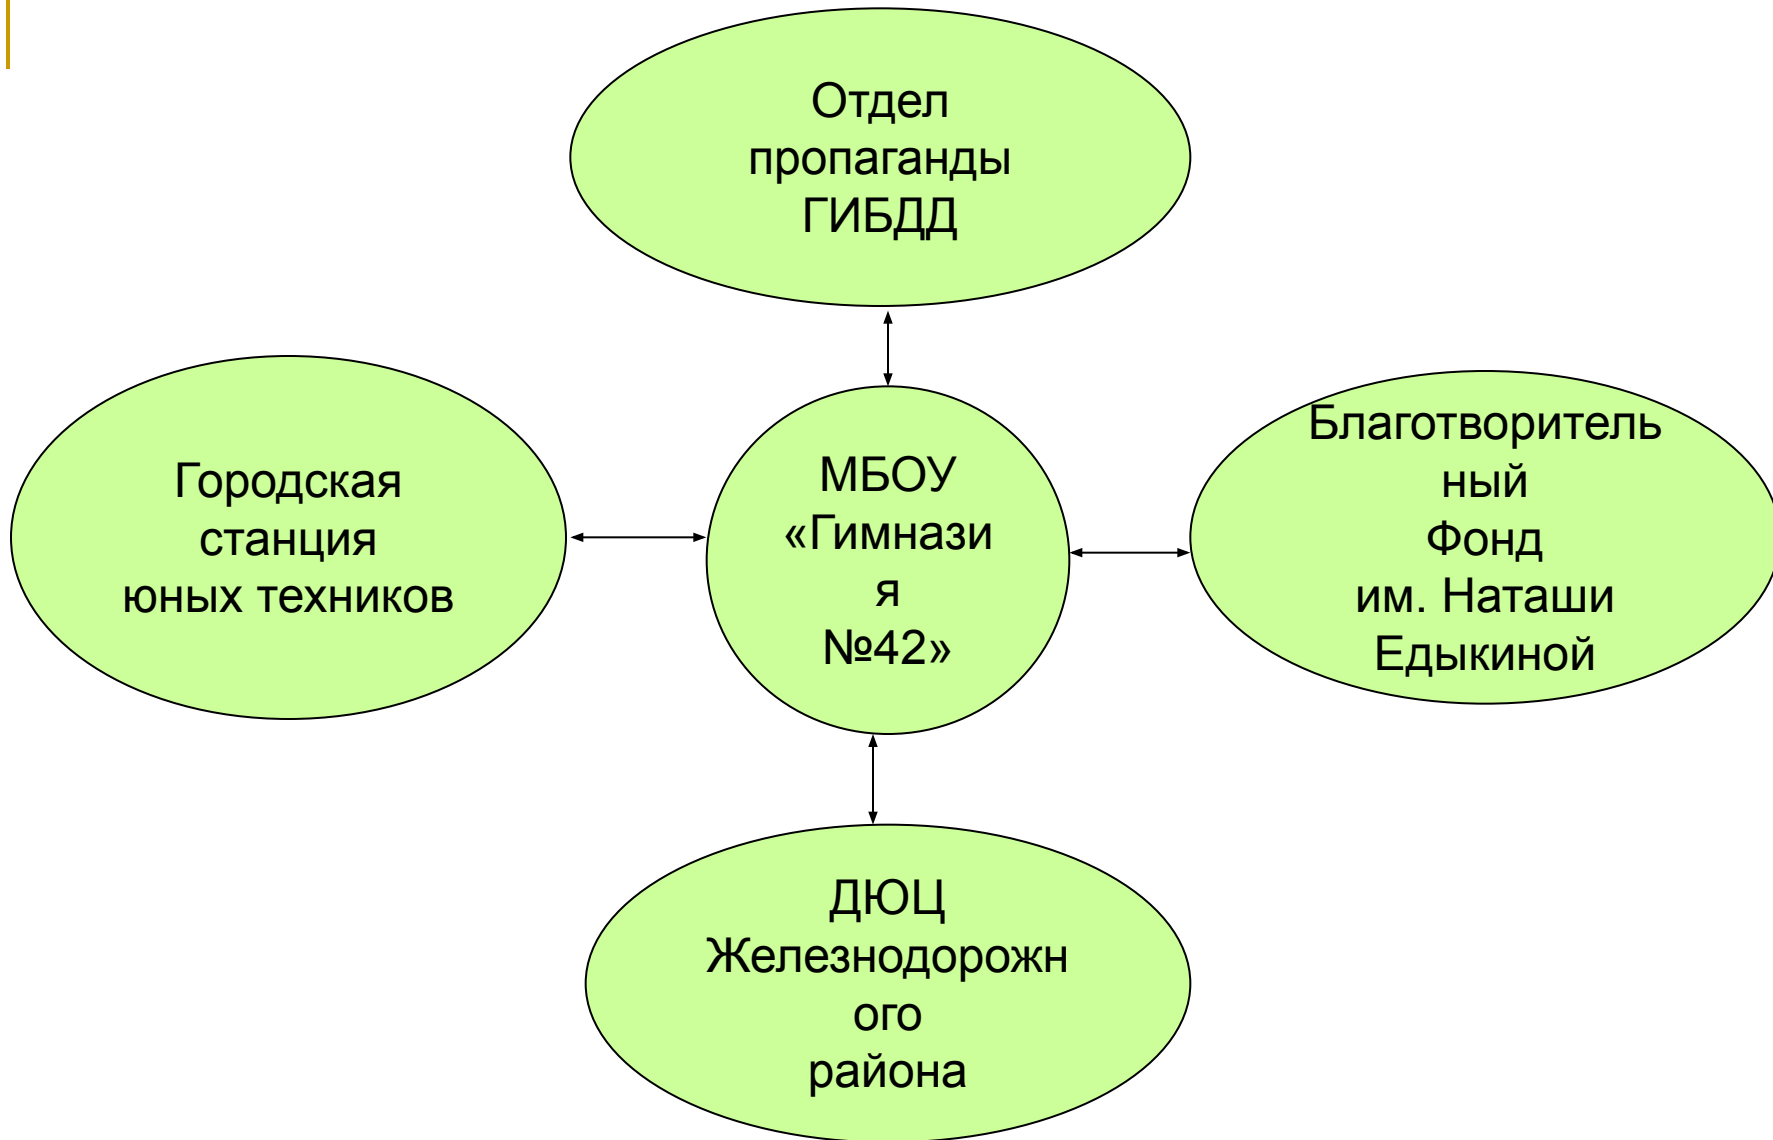 Отдел
пропаганды
ГИБДД
Городская
станция
юных техников
МБОУ
«Гимнази
я
№42»
Благотворитель
ный
Фонд
им. Наташи
Едыкиной
ДЮЦ
Железнодорожн
ого
района